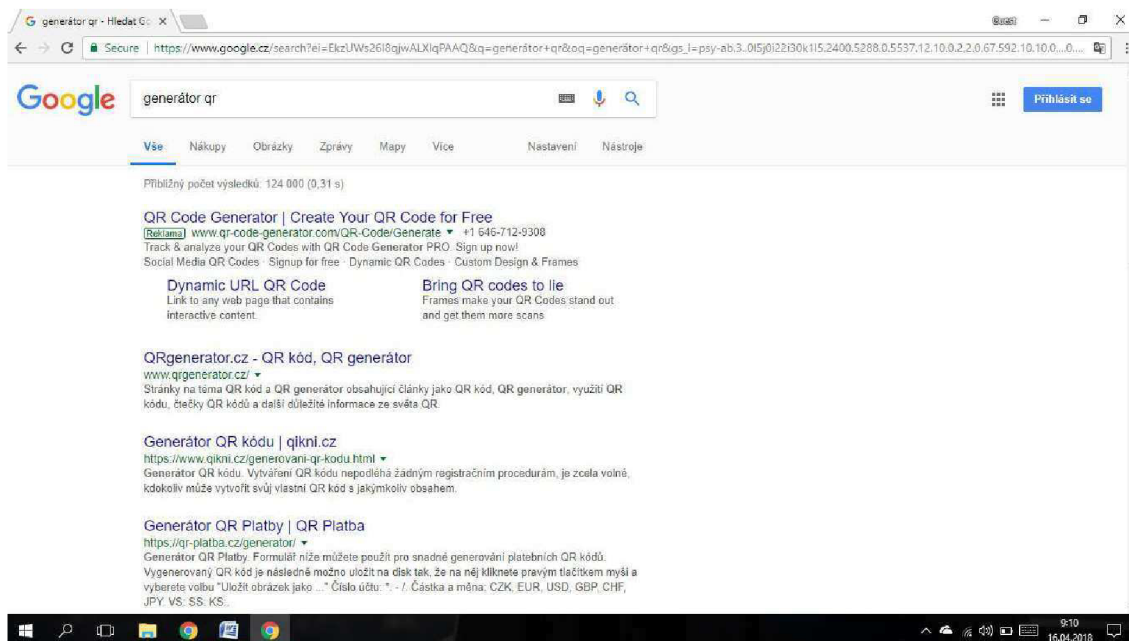 generátor qr - Hledat Go
Guest
Secure | https://www.google.cz/search?ei=EkzUWs26I8qjwALXlqPAAQ&q=generátor+qr&oq=generátor+qr&gs_l=psy-ab.3..0l5j0i22i30k1l5.2400.5288.0.5537.12.10.0.2.2.0.67.592.10.10.0....0....
Google
generátor qr
Přihlásit se
Vše Nákupy Obrázky Zprávy Mapy Více Nastavení Nástroje
Přibližný počet výsledků: 124 000 (0,31 s)
QR Code Generator | Create Your QR Code for Free
Reklama www.qr-code-generator.com/QR-Code/Generate +1 646-712-9308
Track & analyze your QR Codes with QR Code Generator PRO. Sign up now!
Social Media QR Codes · Signup for free · Dynamic QR Codes · Custom Design & Frames
Dynamic URL QR Code
Link to any web page that contains
interactive content.
Bring QR codes to lie
Frames make your QR Codes stand out
and get them more scans
QRgenerator.cz - QR kód, QR generátor
www.qrgenerator.cz/
Stránky na téma QR kód a QR generátor obsahující články jako QR kód, QR generátor, využití QR
kódu, čtečky QR kódů a další důležité informace ze světa QR.
Generátor QR kódu | qikni.cz
https://www.qikni.cz/generovani-qr-kodu.html
Generátor QR kódu. Vytváření QR kódu nepodléhá žádným registračním procedurám, je zcela volné,
kdokoliv může vytvořit svůj vlastní QR kód s jakýmkoliv obsahem.
Generátor QR Platby | QR Platba
https://qr-platba.cz/generator/
Generátor QR Platby. Formulář níže můžete použít pro snadné generování platebních QR kódů.
Vygenerovaný QR kód je následně možno uložit na disk tak, že na něj kliknete pravým tlačítkem myši a
vyberete volbu "Uložit obrázek jako ..." Číslo účtu: *. - /. Částka a měna: CZK, EUR, USD, GBP, CHF,
JPY. VS: SS: KS:.
9:10
16.04.2018